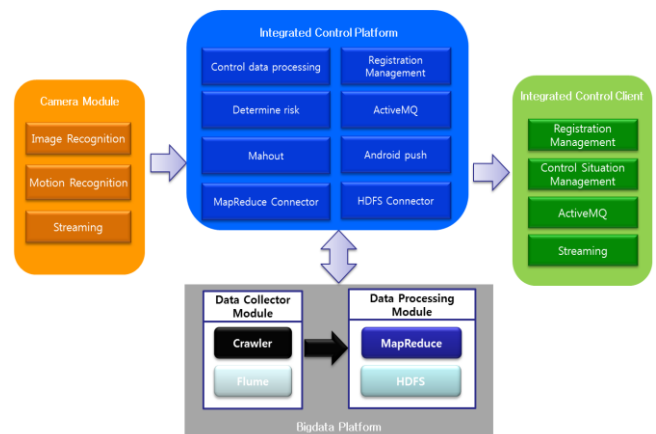 Integrated Control Platform
Control data processing
Registration
Management
Determine risk
ActiveMQ
Mahout
Android push
MapReduce Connector
HDFS Connector
Camera Module
Image Recognition
Motion Recognition
Streaming
Integrated Control Client
Registration
Management
Control Situation
Management
ActiveMQ
Streaming
Data Collector
Module
Crawler
Flume
Data Processing
Module
MapReduce
HDFS
Bigdata Platform